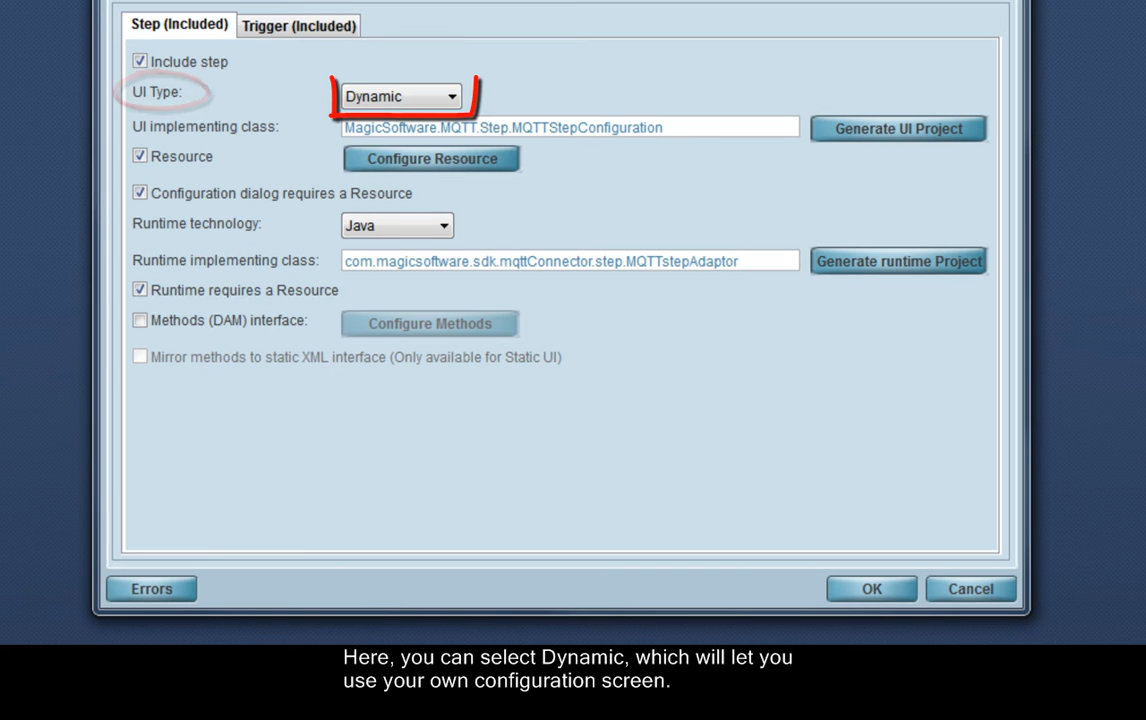 Step (Included) Trigger (Included)
Include step
UI Type: Dynamic
UI implementing class: MagicSoftware.MQTT.Step.MQTTStepConfiguration Generate UI Project
Resource Configure Resource
Configuration dialog requires a Resource
Runtime technology: Java
Runtime implementing class: com.magicsoftware.sdk.mqttConnector.step.MQTTstepAdaptor Generate runtime Project
Runtime requires a Resource
Methods (DAM) interface: Configure Methods
Mirror methods to static XML interface (Only available for Static UI)
Errors OK Cancel
Here, you can select Dynamic, which will let you
use your own configuration screen.